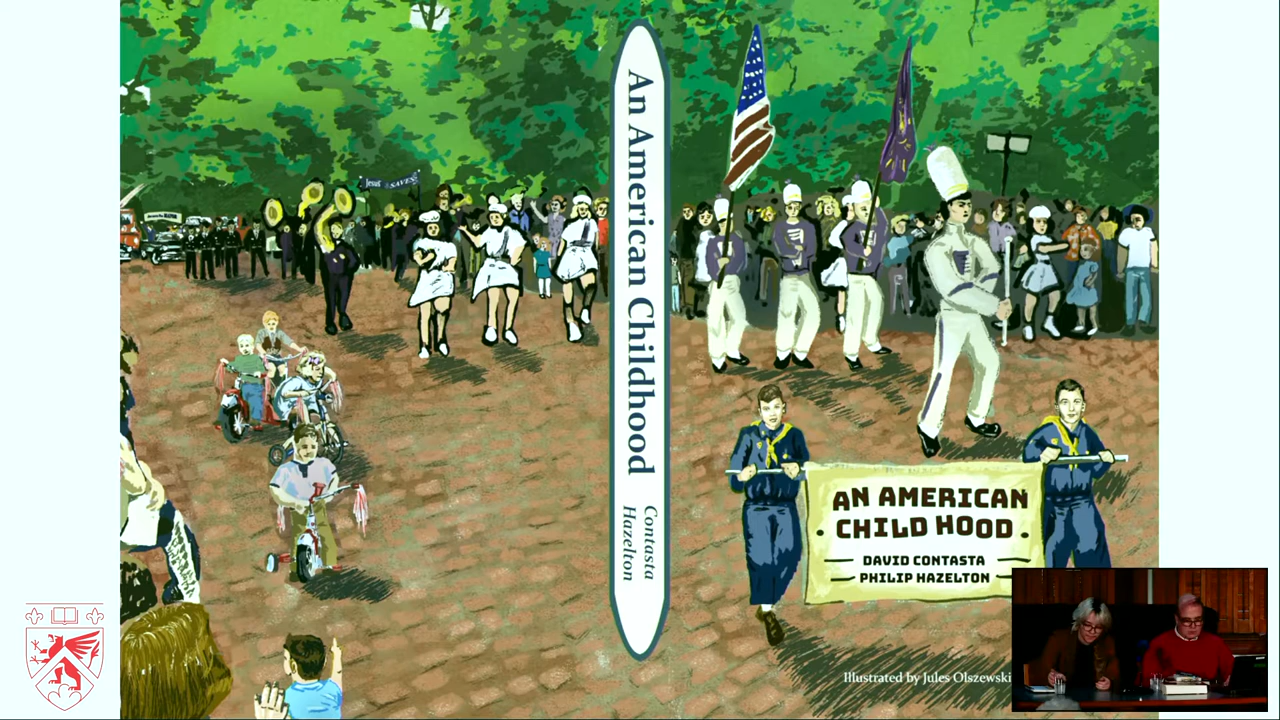 Jesus SAVES
An American Childhood
Contasta
Hazelton
AN AMERICAN
CHILD HOOD
DAVID CONTASTA
PHILIP HAZELTON
Illustrated by Jules Olszewski